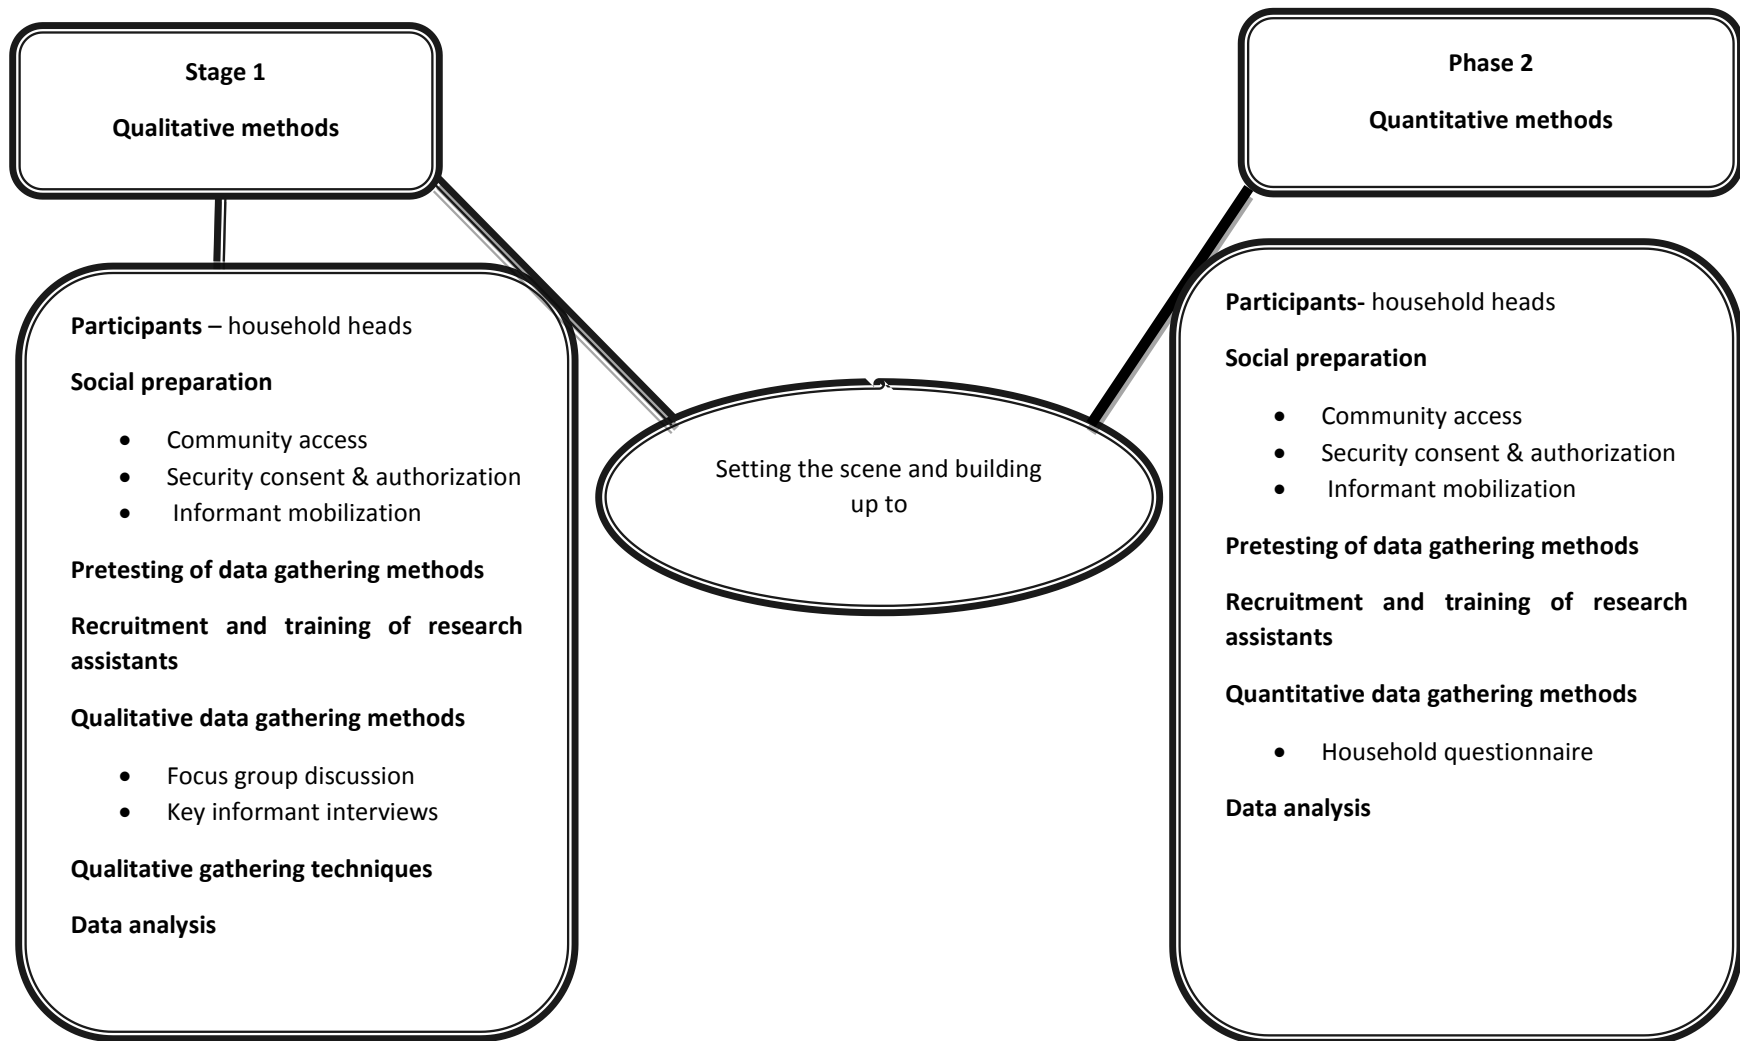 Stage 1
Qualitative methods
Participants – household heads
Social preparation
• Community access
• Security consent & authorization
• Informant mobilization
Pretesting of data gathering methods
Recruitment and training of research
assistants
Qualitative data gathering methods
• Focus group discussion
• Key informant interviews
Qualitative gathering techniques
Data analysis
Setting the scene and building
up to
Phase 2
Quantitative methods
Participants- household heads
Social preparation
• Community access
• Security consent & authorization
• Informant mobilization
Pretesting of data gathering methods
Recruitment and training of research
assistants
Quantitative data gathering methods
• Household questionnaire
Data analysis